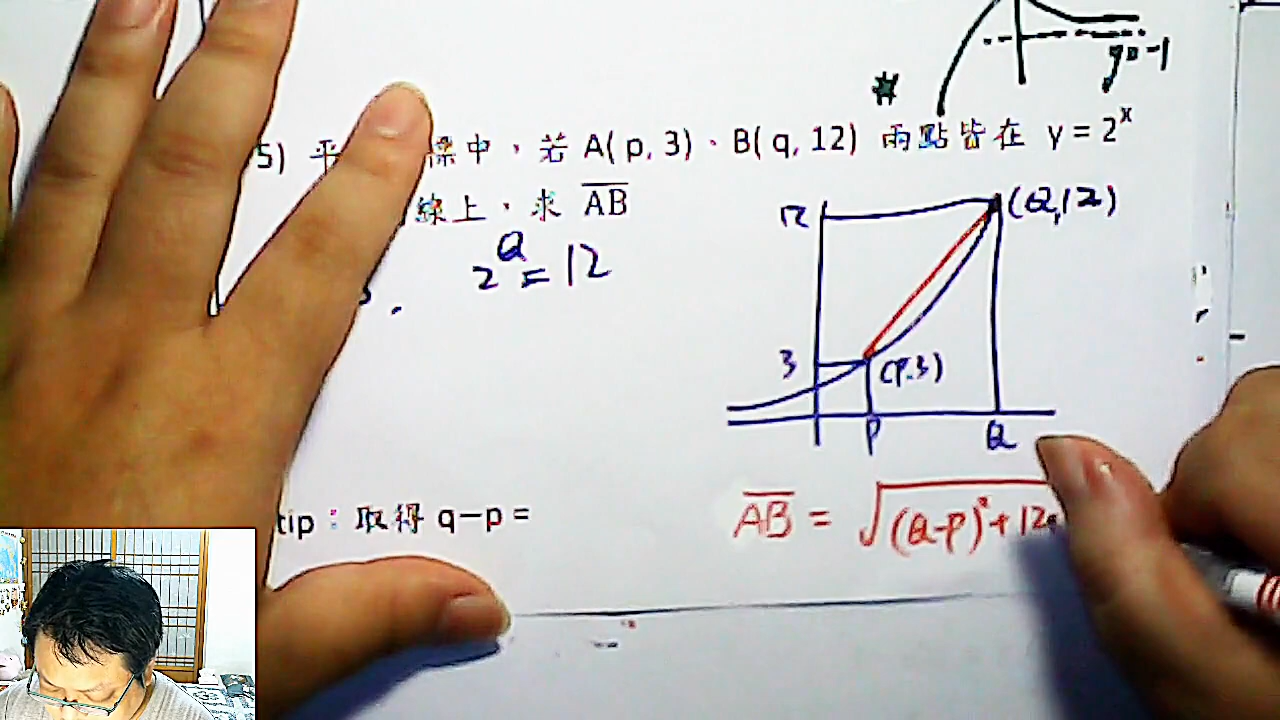 y=-1
#
5) 平 標中，若 A( p, 3)、B( q, 12) 兩點皆在 y = 2^x
線上，求 AB
2^Q = 12
12
(Q,12)
3
(P.3)
P
Q
tip：取得 q-p =
AB = √(Q-P)²+12